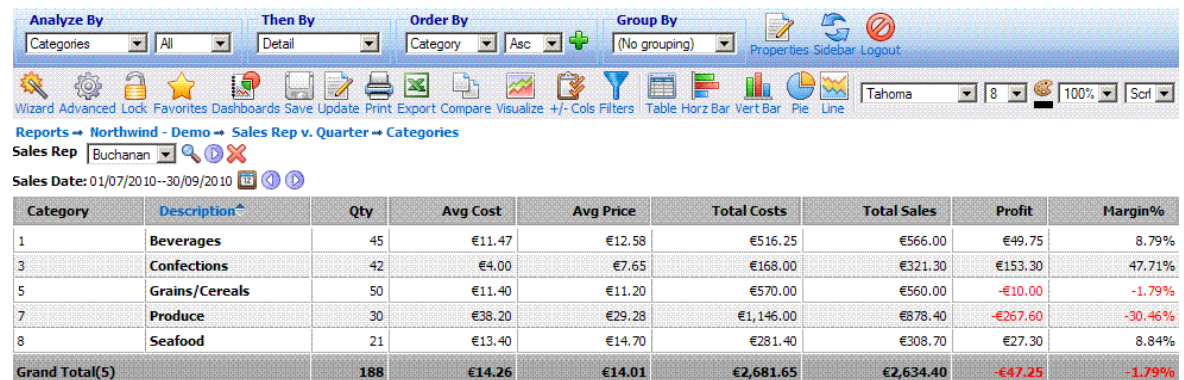 Analyze By Then By Order By Group By
Categories All Detail Category Asc (No grouping) Properties Sidebar Logout
Wizard Advanced Lock Favorites Dashboards Save Update Print Export Compare Visualize +/- Cols Filters Table Horz Bar Vert Bar Pie Line Tahoma 8 100% Scrl
Reports → Northwind - Demo → Sales Rep v. Quarter → Categories
Sales Rep Buchanan
Sales Date: 01/07/2010--30/09/2010 12
Category Description Qty Avg Cost Avg Price Total Costs Total Sales Profit Margin%
1 Beverages 45 €11.47 €12.58 €516.25 €566.00 €49.75 8.79%
3 Confections 42 €4.00 €7.65 €168.00 €321.30 €153.30 47.71%
5 Grains/Cereals 50 €11.40 €11.20 €570.00 €560.00 -€10.00 -1.79%
7 Produce 30 €38.20 €29.28 €1,146.00 €878.40 -€267.60 -30.46%
8 Seafood 21 €13.40 €14.70 €281.40 €308.70 €27.30 8.84%
Grand Total(5) 188 €14.26 €14.01 €2,681.65 €2,634.40 -€47.25 -1.79%